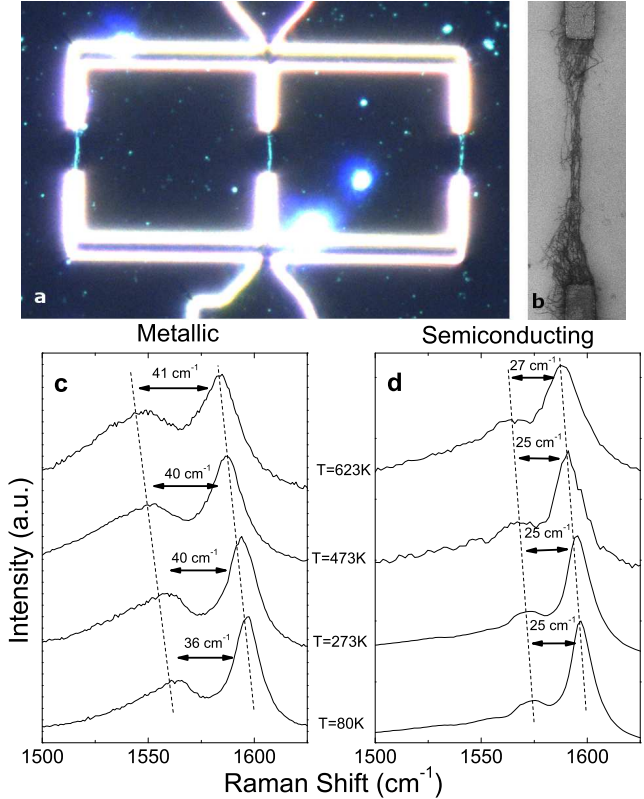 a
b
Metallic
Semiconducting
c
d
41 cm⁻¹
27 cm⁻¹
T=623K
40 cm⁻¹
25 cm⁻¹
T=473K
40 cm⁻¹
25 cm⁻¹
T=273K
36 cm⁻¹
25 cm⁻¹
T=80K
Intensity (a.u.)
1500 1550 1600 1500 1550 1600
Raman Shift (cm⁻¹)